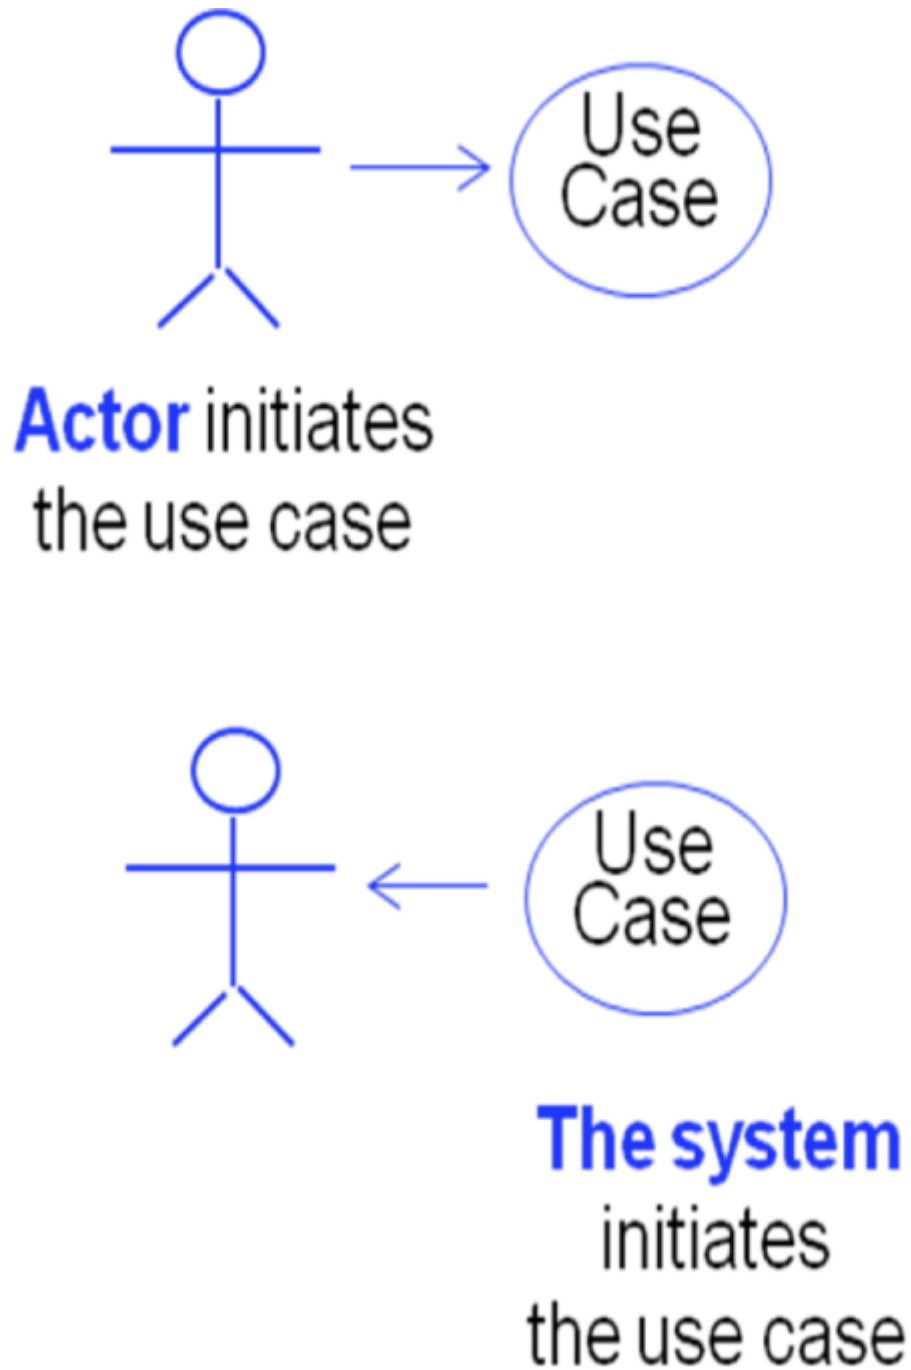 Use
Case
Actor initiates
the use case
Use
Case
The system
initiates
the use case